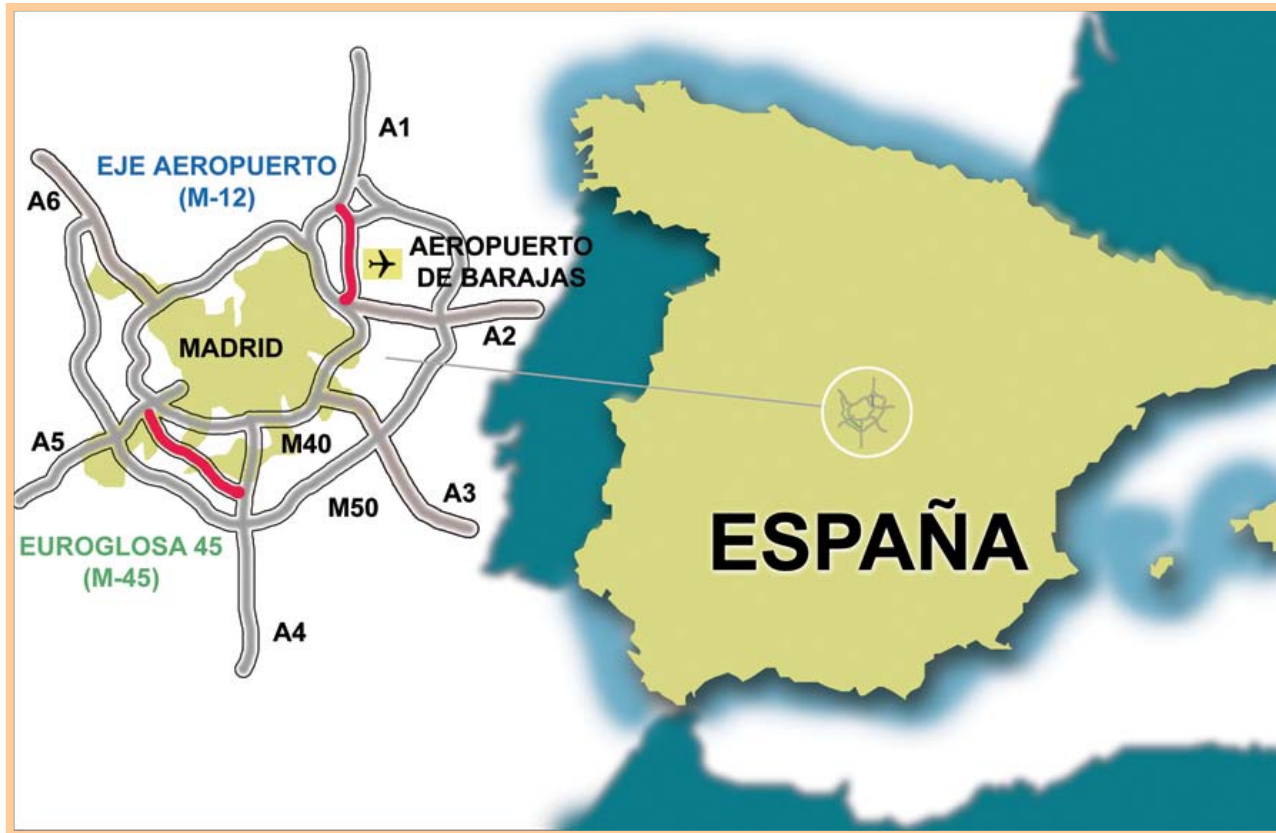 A1
EJE AEROPUERTO
(M-12)
A6
AEROPUERTO
DE BARAJAS
A2
MADRID
A5
M40
A3
M50
EUROGLOSA 45
(M-45)
A4
ESPAÑA